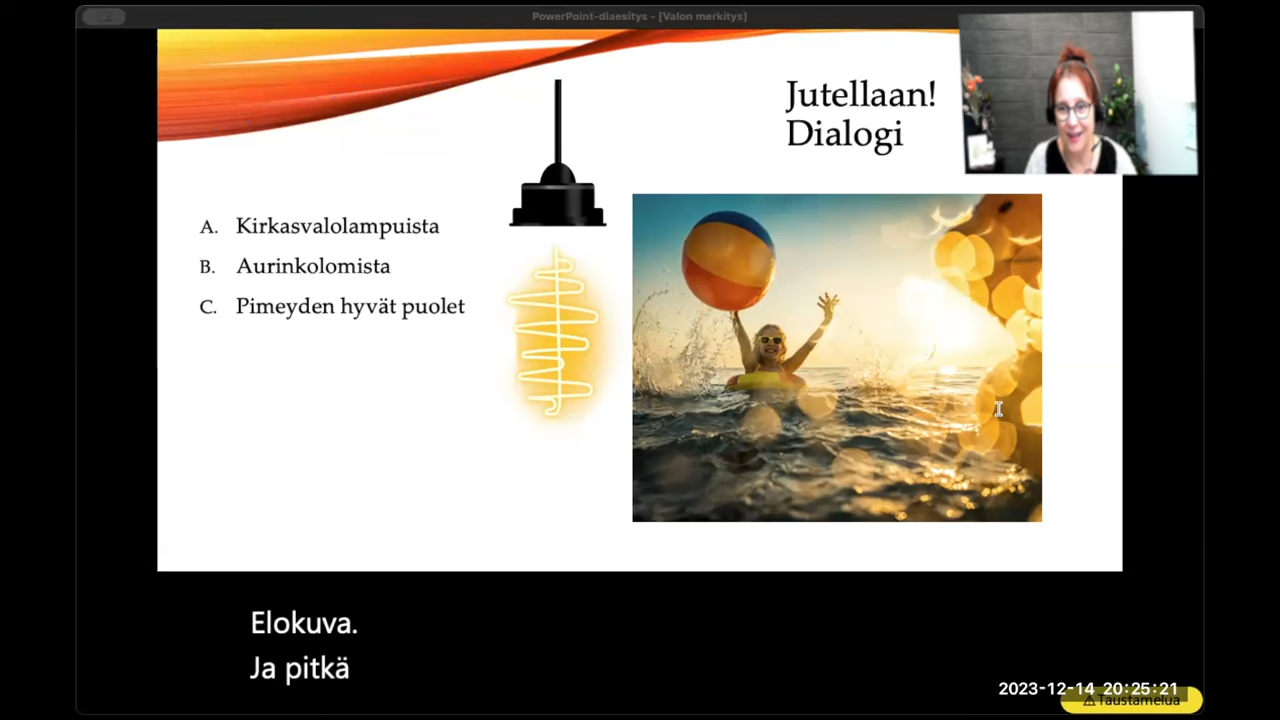 PowerPoint-diaesitys - [Valon merkitys]
Jutellaan!
Dialogi
A. Kirkasvalolampuista
B. Aurinkolomista
C. Pimeyden hyvät puolet
Elokuva.
Ja pitkä
2023-12-14 20:25:21
Taustamelua